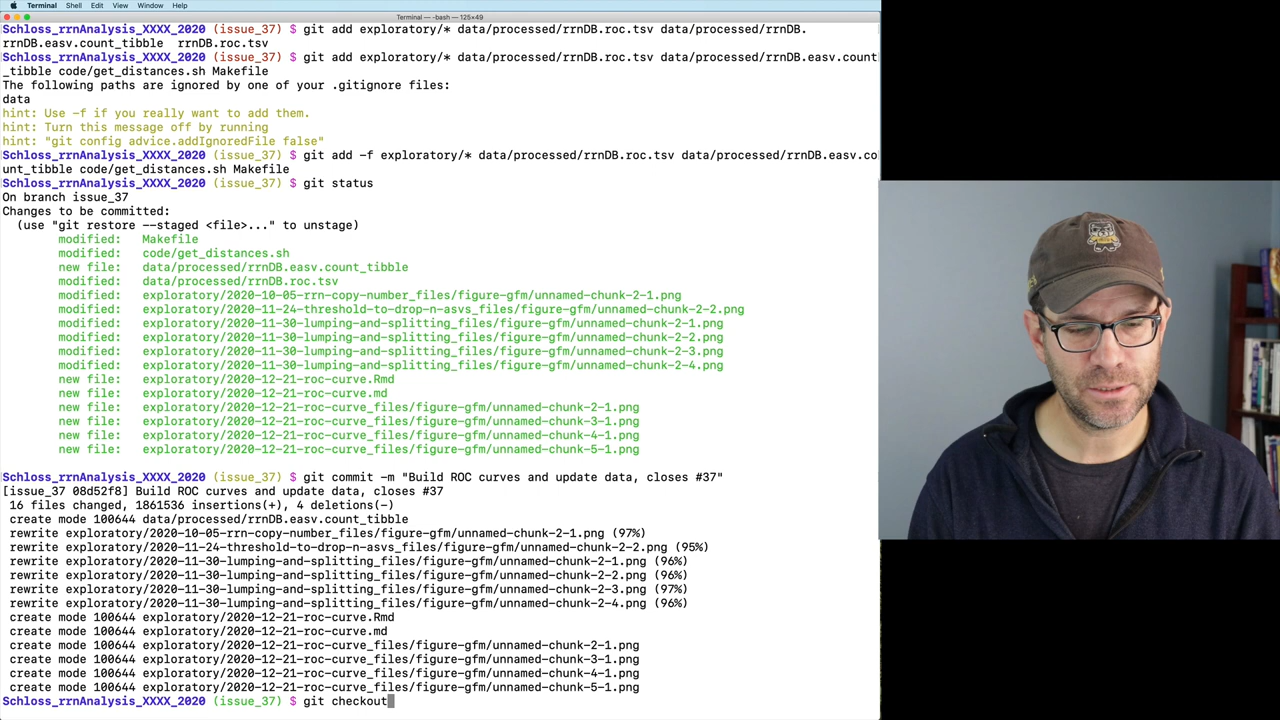 Terminal Shell Edit View Window Help
Terminal — -bash — 125×49
Schloss_rrnAnalysis_XXXX_2020 (issue_37) $ git add exploratory/* data/processed/rrnDB.roc.tsv data/processed/rrnDB.
rrnDB.easv.count_tibble rrnDB.roc.tsv
Schloss_rrnAnalysis_XXXX_2020 (issue_37) $ git add exploratory/* data/processed/rrnDB.roc.tsv data/processed/rrnDB.easv.count
_tibble code/get_distances.sh Makefile
The following paths are ignored by one of your .gitignore files:
data
hint: Use -f if you really want to add them.
hint: Turn this message off by running
hint: "git config advice.addIgnoredFile false"
Schloss_rrnAnalysis_XXXX_2020 (issue_37) $ git add -f exploratory/* data/processed/rrnDB.roc.tsv data/processed/rrnDB.easv.co
unt_tibble code/get_distances.sh Makefile
Schloss_rrnAnalysis_XXXX_2020 (issue_37) $ git status
On branch issue_37
Changes to be committed:
(use "git restore --staged <file>..." to unstage)
modified: Makefile
modified: code/get_distances.sh
new file: data/processed/rrnDB.easv.count_tibble
modified: data/processed/rrnDB.roc.tsv
modified: exploratory/2020-10-05-rrn-copy-number_files/figure-gfm/unnamed-chunk-2-1.png
modified: exploratory/2020-11-24-threshold-to-drop-n-asvs_files/figure-gfm/unnamed-chunk-2-2.png
modified: exploratory/2020-11-30-lumping-and-splitting_files/figure-gfm/unnamed-chunk-2-1.png
modified: exploratory/2020-11-30-lumping-and-splitting_files/figure-gfm/unnamed-chunk-2-2.png
modified: exploratory/2020-11-30-lumping-and-splitting_files/figure-gfm/unnamed-chunk-2-3.png
modified: exploratory/2020-11-30-lumping-and-splitting_files/figure-gfm/unnamed-chunk-2-4.png
new file: exploratory/2020-12-21-roc-curve.Rmd
new file: exploratory/2020-12-21-roc-curve.md
new file: exploratory/2020-12-21-roc-curve_files/figure-gfm/unnamed-chunk-2-1.png
new file: exploratory/2020-12-21-roc-curve_files/figure-gfm/unnamed-chunk-3-1.png
new file: exploratory/2020-12-21-roc-curve_files/figure-gfm/unnamed-chunk-4-1.png
new file: exploratory/2020-12-21-roc-curve_files/figure-gfm/unnamed-chunk-5-1.png
Schloss_rrnAnalysis_XXXX_2020 (issue_37) $ git commit -m "Build ROC curves and update data, closes #37"
[issue_37 08d52f8] Build ROC curves and update data, closes #37
16 files changed, 1861536 insertions(+), 4 deletions(-)
create mode 100644 data/processed/rrnDB.easv.count_tibble
rewrite exploratory/2020-10-05-rrn-copy-number_files/figure-gfm/unnamed-chunk-2-1.png (97%)
rewrite exploratory/2020-11-24-threshold-to-drop-n-asvs_files/figure-gfm/unnamed-chunk-2-2.png (95%)
rewrite exploratory/2020-11-30-lumping-and-splitting_files/figure-gfm/unnamed-chunk-2-1.png (96%)
rewrite exploratory/2020-11-30-lumping-and-splitting_files/figure-gfm/unnamed-chunk-2-2.png (96%)
rewrite exploratory/2020-11-30-lumping-and-splitting_files/figure-gfm/unnamed-chunk-2-3.png (97%)
rewrite exploratory/2020-11-30-lumping-and-splitting_files/figure-gfm/unnamed-chunk-2-4.png (96%)
create mode 100644 exploratory/2020-12-21-roc-curve.Rmd
create mode 100644 exploratory/2020-12-21-roc-curve.md
create mode 100644 exploratory/2020-12-21-roc-curve_files/figure-gfm/unnamed-chunk-2-1.png
create mode 100644 exploratory/2020-12-21-roc-curve_files/figure-gfm/unnamed-chunk-3-1.png
create mode 100644 exploratory/2020-12-21-roc-curve_files/figure-gfm/unnamed-chunk-4-1.png
create mode 100644 exploratory/2020-12-21-roc-curve_files/figure-gfm/unnamed-chunk-5-1.png
Schloss_rrnAnalysis_XXXX_2020 (issue_37) $ git checkout